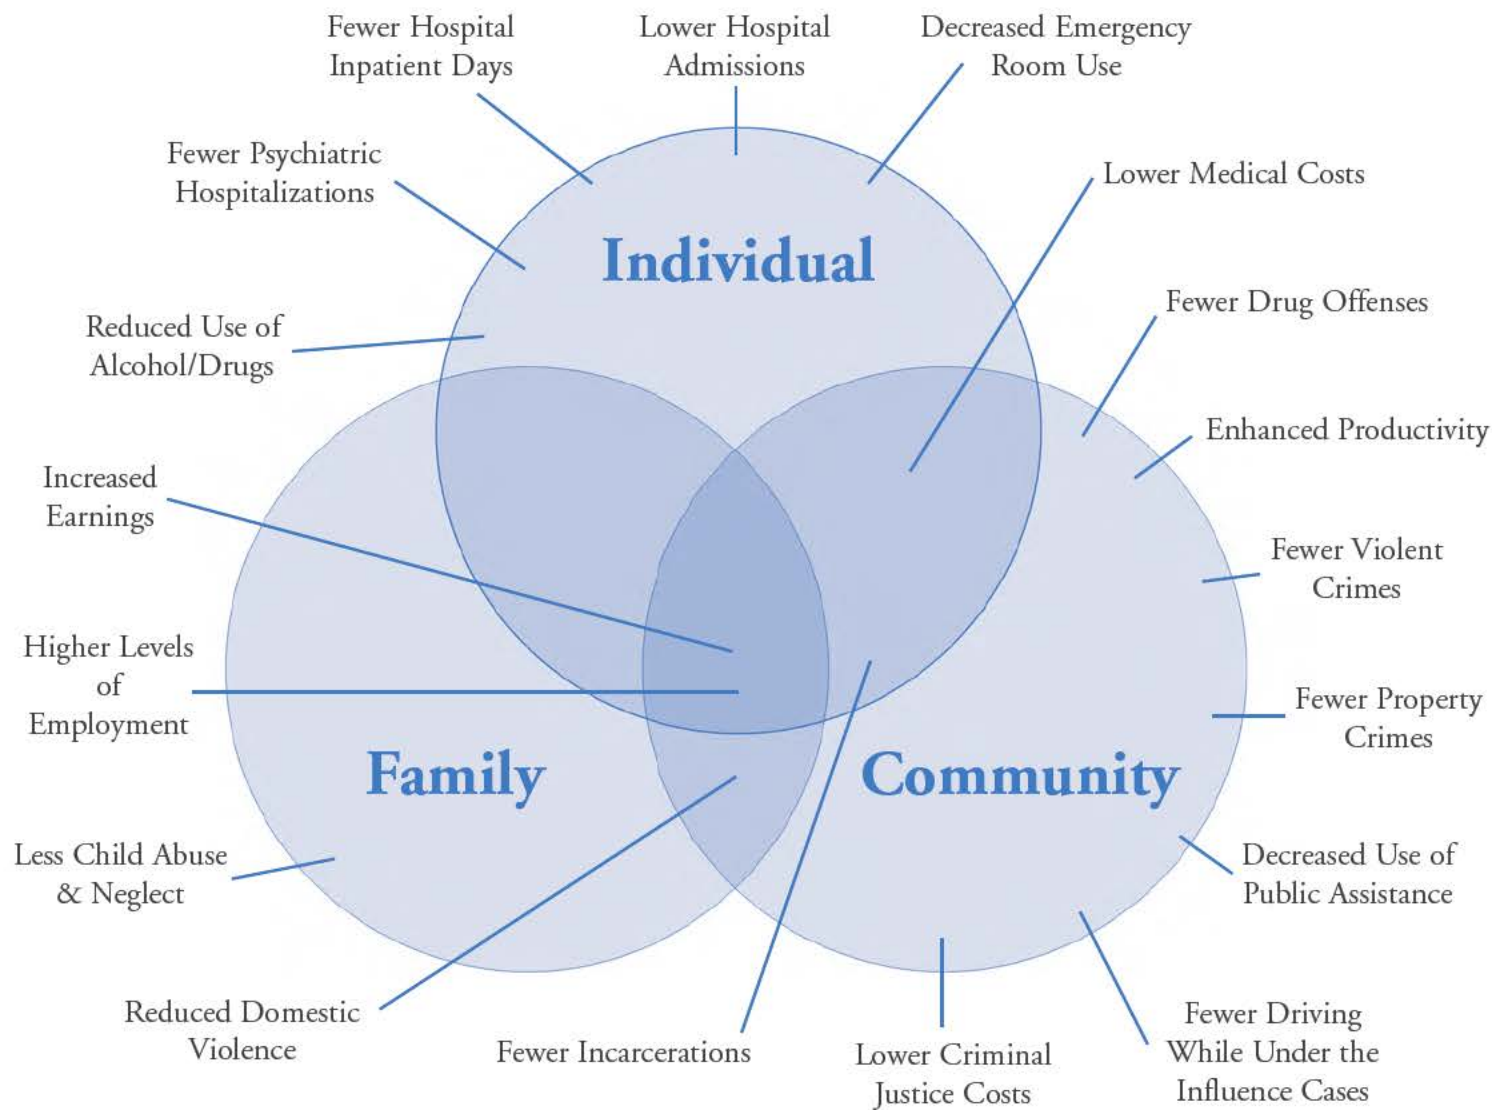 Fewer Hospital
Inpatient Days
Lower Hospital
Admissions
Decreased Emergency
Room Use
Fewer Psychiatric
Hospitalizations
Lower Medical Costs
Individual
Reduced Use of
Alcohol/Drugs
Fewer Drug Offenses
Enhanced Productivity
Increased
Earnings
Fewer Violent
Crimes
Higher Levels
of
Employment
Fewer Property
Crimes
Family
Community
Less Child Abuse
& Neglect
Decreased Use of
Public Assistance
Reduced Domestic
Violence
Fewer Incarcerations
Lower Criminal
Justice Costs
Fewer Driving
While Under the
Influence Cases